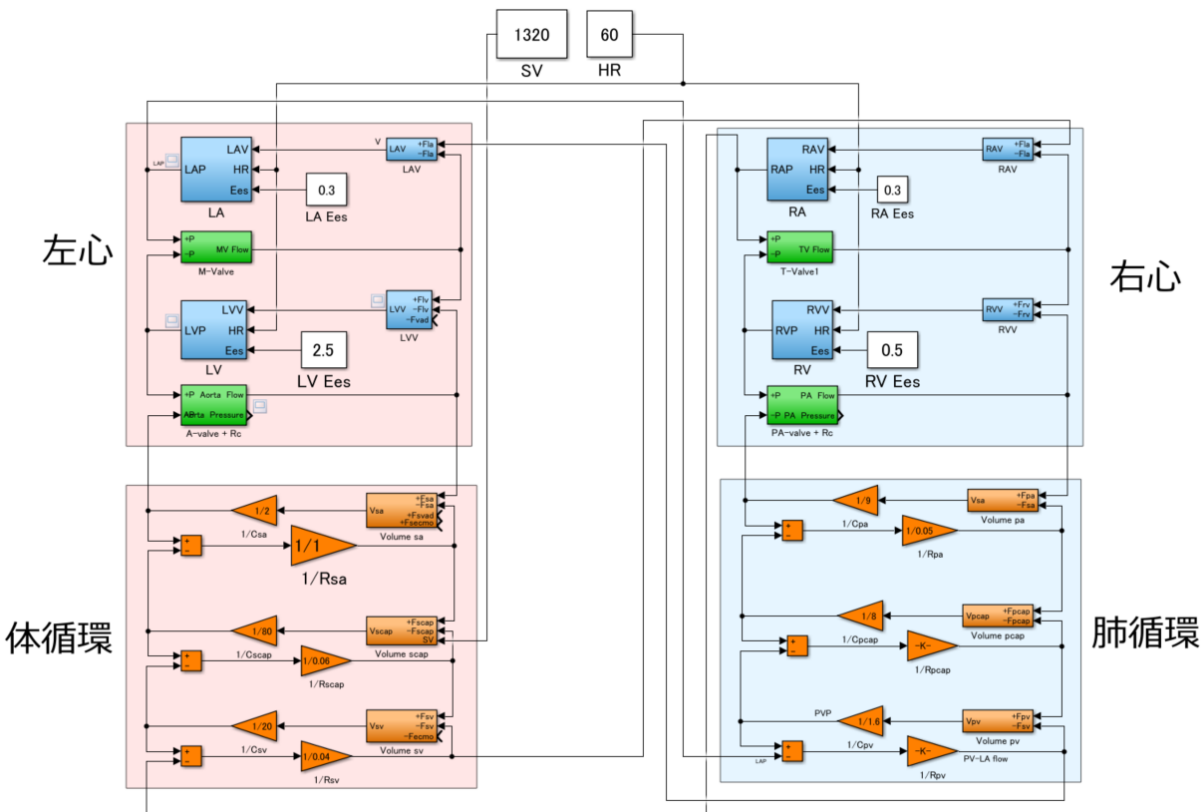 1320
60
SV
HR
左心
LAV
LAP
LAP
HR
Ees
LA
V
LAV
+Fla
−Fla
LAV
0.3
LA Ees
+P
−P
MV Flow
M-Valve
LVV
LVP
HR
Ees
LV
LVV
+Flv
−Flv
−Fvad
LVV
2.5
LV Ees
+P Aorta Flow
Aorta Pressure
A-valve + Rc
右心
RAV
RAP
HR
Ees
RA
RAV
+Fla
−Fla
RAV
0.3
RA Ees
+P
−P
TV Flow
T-Valve1
RVV
RVP
HR
Ees
RV
RVV
+Frv
−Frv
RVV
0.5
RV Ees
+P
PA Flow
−P PA Pressure
PA-valve + Rc
体循環
1/2
1/Csa
Vsa
+Fsa
−Fsa
+Fsvad
+Fsecmo
Volume sa
+
−
1/1
1/Rsa
1/80
1/Cscap
Vscap
+Fscap
−Fscap
SV
Volume scap
+
−
1/0.06
1/Rscap
1/20
1/Csv
Vsv
+Fsv
−Fsv
−Fecmo
Volume sv
+
−
1/0.04
1/Rsv
肺循環
1/9
1/Cpa
Vsa
+Fpa
−Fsa
Volume pa
+
−
1/0.05
1/Rpa
1/8
1/Cpcap
Vpcap
+Fpcap
−Fpcap
Volume pcap
+
−
-K-
1/Rpcap
PVP
1/1.6
1/Cpv
Vpv
+Fpv
−Fsv
Volume pv
LAP
+
−
-K-
1/Rpv
PV-LA flow